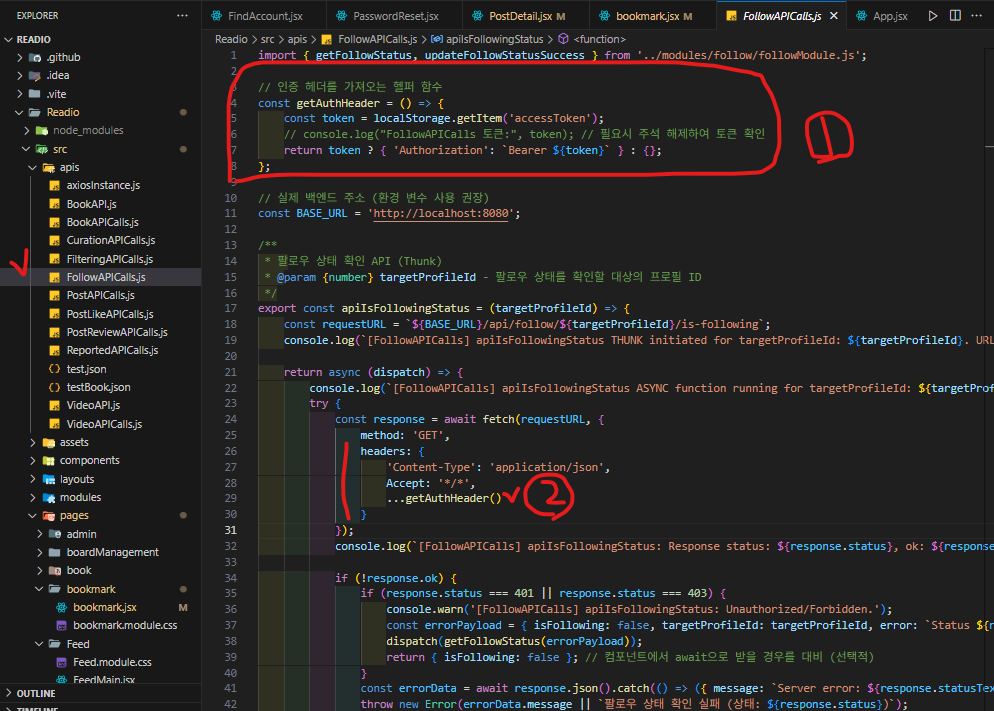 EXPLORER ···
READIO
.github
.idea
.vite
Readio
node_modules
src
apis
axiosInstance.js
BookAPI.js
BookAPICalls.js
CurationAPICalls.js
FilteringAPICalls.js
FollowAPICalls.js
PostAPICalls.js
PostLikeAPICalls.js
PostReviewAPICalls.js
ReportedAPICalls.js
test.json
testBook.json
VideoAPI.js
VideoAPICalls.js
assets
components
layouts
modules
pages
admin
boardManagement
book
bookmark
bookmark.jsx M
bookmark.module.css
Feed
Feed.module.css
FeedMain.jsx
OUTLINE
TIMELINE
FindAccount.jsx PasswordReset.jsx PostDetail.jsx M bookmark.jsx M FollowAPICalls.js App.jsx ···
Readio > src > apis > FollowAPICalls.js > apiIsFollowingStatus > <function>
1 import { getFollowStatus, updateFollowStatusSuccess } from '../modules/follow/followModule.js';
2
3 // 인증 헤더를 가져오는 헬퍼 함수
4 const getAuthHeader = () => {
5 const token = localStorage.getItem('accessToken');
6 // console.log("FollowAPICalls 토큰:", token); // 필요시 주석 해제하여 토큰 확인
7 return token ? { 'Authorization': `Bearer ${token}` } : {};
8 };
9
10 // 실제 백엔드 주소 (환경 변수 사용 권장)
11 const BASE_URL = 'http://localhost:8080';
12
13 /**
14 * 팔로우 상태 확인 API (Thunk)
15 * @param {number} targetProfileId - 팔로우 상태를 확인할 대상의 프로필 ID
16 */
17 export const apiIsFollowingStatus = (targetProfileId) => {
18 const requestURL = `${BASE_URL}/api/follow/${targetProfileId}/is-following`;
19 console.log(`[FollowAPICalls] apiIsFollowingStatus THUNK initiated for targetProfileId: ${targetProfileId}. URL
20
21 return async (dispatch) => {
22 console.log(`[FollowAPICalls] apiIsFollowingStatus ASYNC function running for targetProfileId: ${targetProf
23 try {
24 const response = await fetch(requestURL, {
25 method: 'GET',
26 headers: {
27 'Content-Type': 'application/json',
28 Accept: '*/*',
29 ...getAuthHeader()
30 }
31 });
32 console.log(`[FollowAPICalls] apiIsFollowingStatus: Response status: ${response.status}, ok: ${response
33
34 if (!response.ok) {
35 if (response.status === 401 || response.status === 403) {
36 console.warn('[FollowAPICalls] apiIsFollowingStatus: Unauthorized/Forbidden.');
37 const errorPayload = { isFollowing: false, targetProfileId: targetProfileId, error: `Status ${r
38 dispatch(getFollowStatus(errorPayload));
39 return { isFollowing: false }; // 컴포넌트에서 await으로 받을 경우를 대비 (선택적)
40 }
41 const errorData = await response.json().catch(() => ({ message: `Server error: ${response.statusTex
42 throw new Error(errorData.message || `팔로우 상태 확인 실패 (상태: ${response.status})`);
1
2